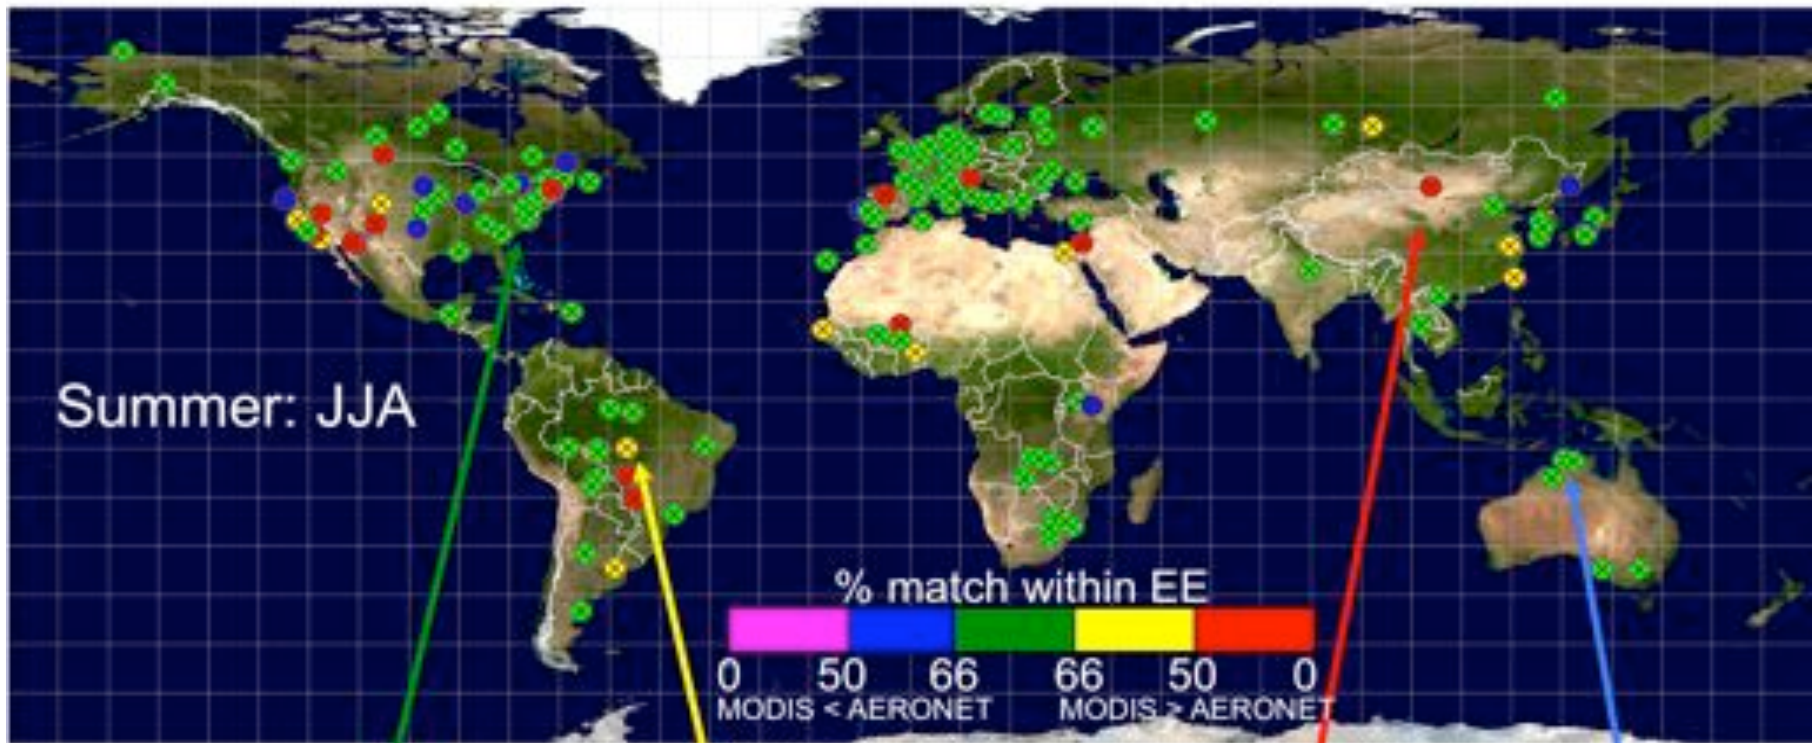 Summer: JJA
% match within EE
0 50 66 66 50 0
MODIS < AERONET MODIS > AERONET